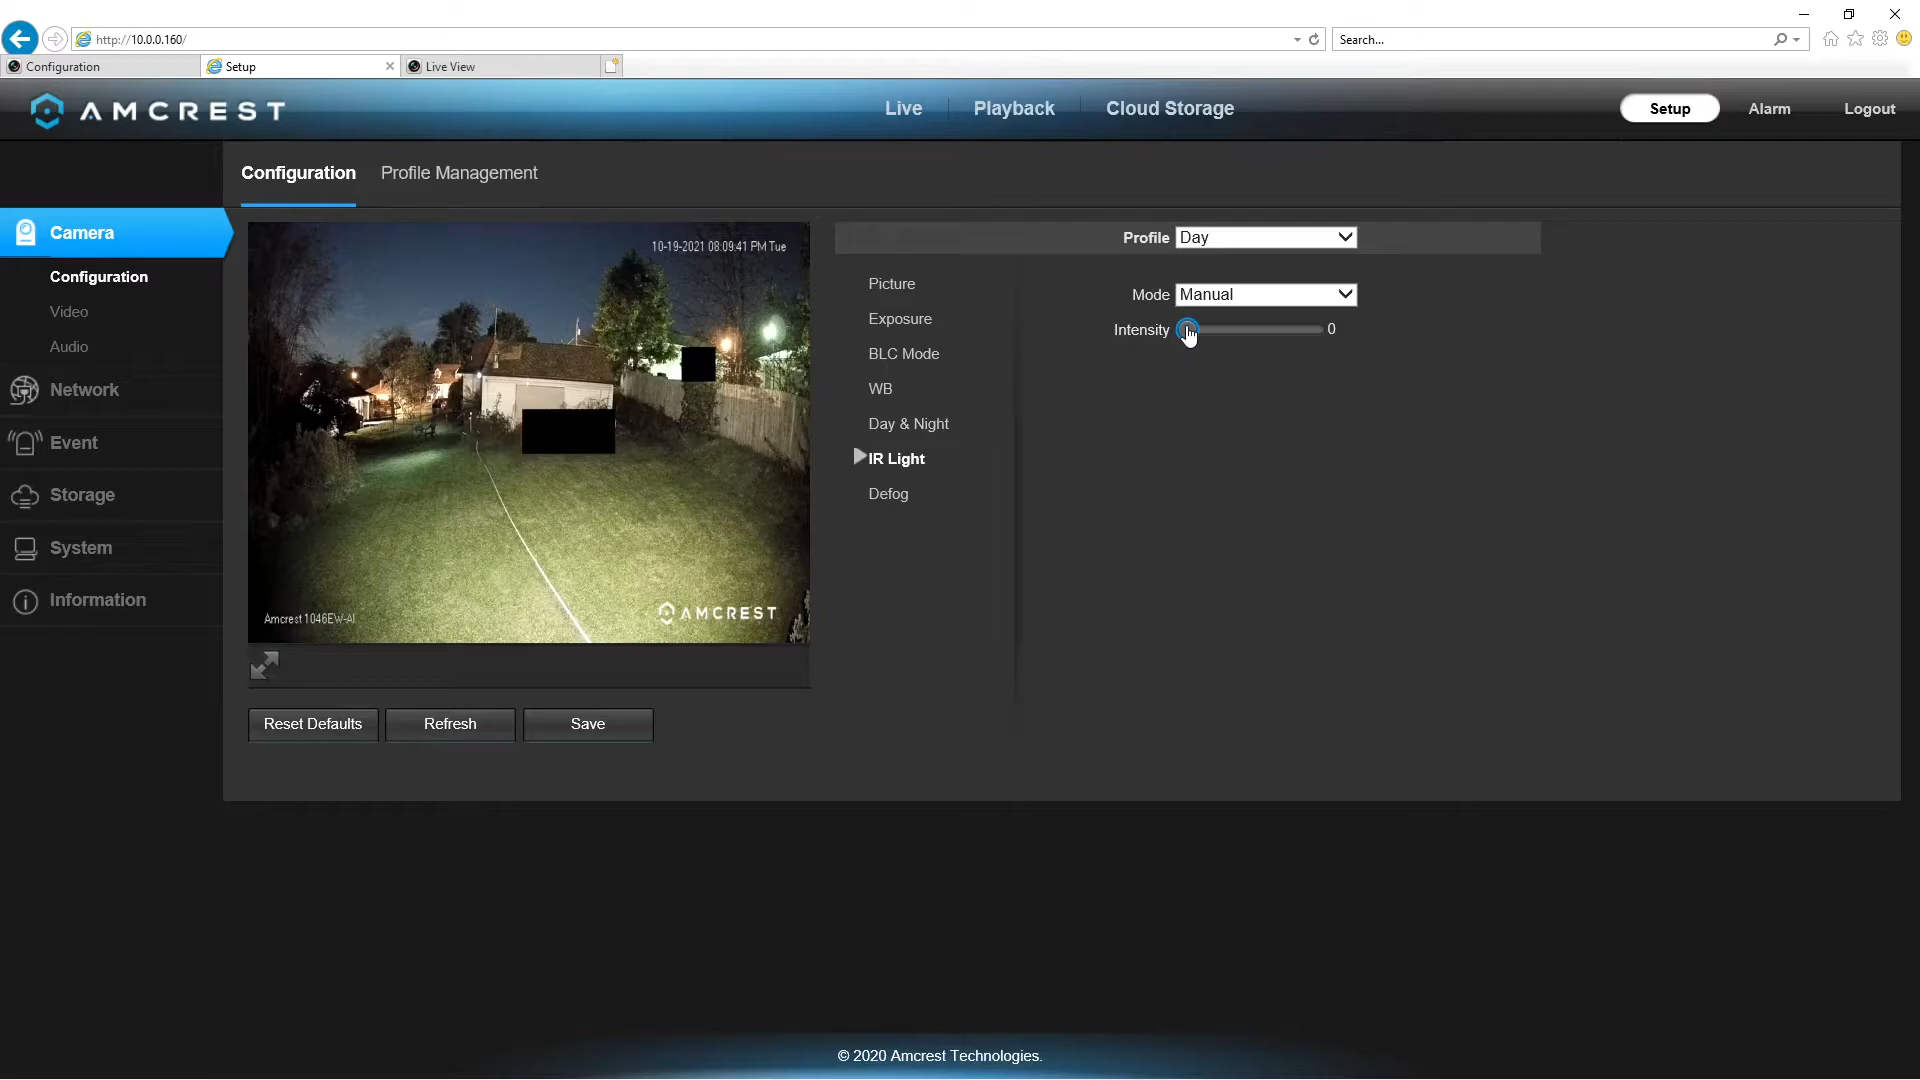 http://10.0.0.160/
Search...
Configuration
Setup
Live View
AMCREST
Live
Playback
Cloud Storage
Setup
Alarm
Logout
Configuration
Profile Management
Camera
Configuration
Video
Audio
Network
Event
Storage
System
Information
10-19-2021 08:09:41 PM Tue
Amcrest 1046EW-AI
AMCREST
Reset Defaults
Refresh
Save
Profile Day
Picture
Exposure
BLC Mode
WB
Day & Night
IR Light
Defog
Mode Manual
Intensity 0
© 2020 Amcrest Technologies.